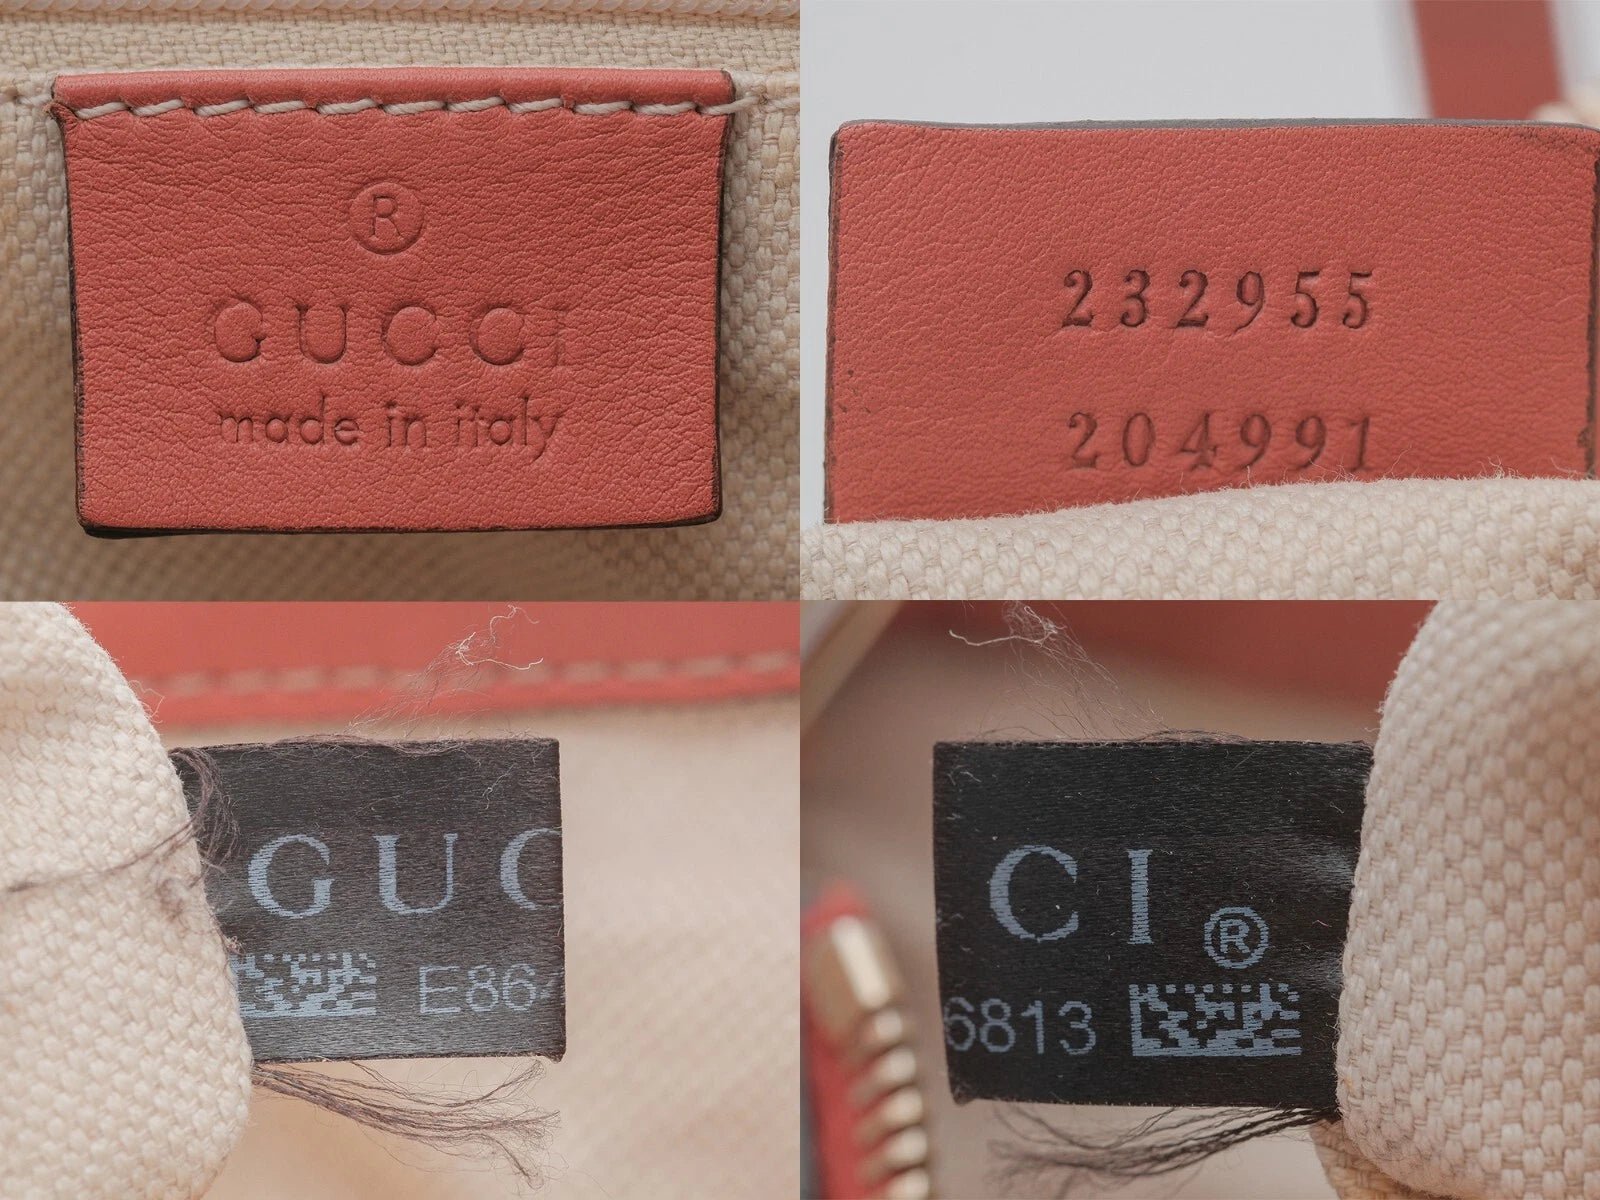 ®
GUCCi
made in italy
232955
204991
GUC
E864
CI®
6813